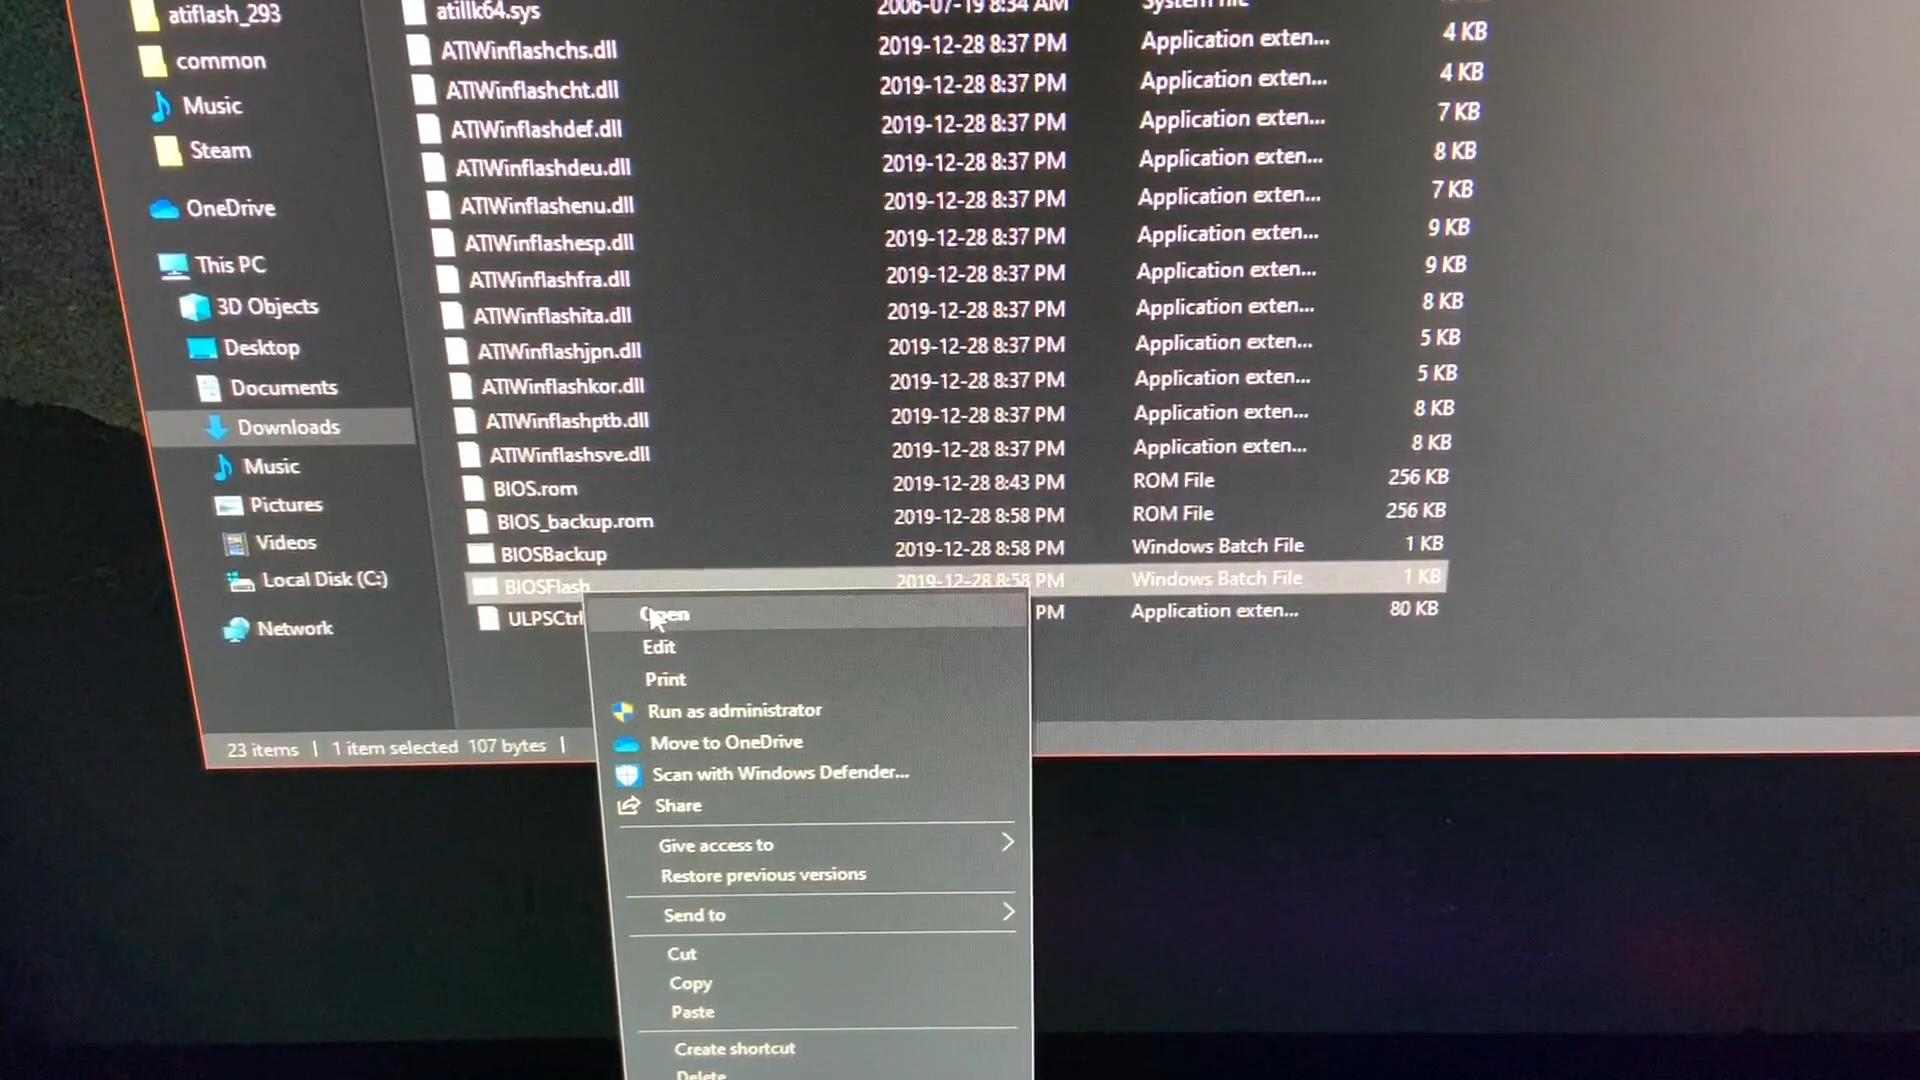 atiflash_293
common
Music
Steam
OneDrive
This PC
3D Objects
Desktop
Documents
Downloads
Music
Pictures
Videos
Local Disk (C:)
Network
atillk64.sys 2006-07-19 8:34 AM System file
ATIWinflashchs.dll 2019-12-28 8:37 PM Application exten... 4 KB
ATIWinflashcht.dll 2019-12-28 8:37 PM Application exten... 4 KB
ATIWinflashdef.dll 2019-12-28 8:37 PM Application exten... 7 KB
ATIWinflashdeu.dll 2019-12-28 8:37 PM Application exten... 8 KB
ATIWinflashenu.dll 2019-12-28 8:37 PM Application exten... 7 KB
ATIWinflashesp.dll 2019-12-28 8:37 PM Application exten... 9 KB
ATIWinflashfra.dll 2019-12-28 8:37 PM Application exten... 9 KB
ATIWinflashita.dll 2019-12-28 8:37 PM Application exten... 8 KB
ATIWinflashjpn.dll 2019-12-28 8:37 PM Application exten... 5 KB
ATIWinflashkor.dll 2019-12-28 8:37 PM Application exten... 5 KB
ATIWinflashptb.dll 2019-12-28 8:37 PM Application exten... 8 KB
ATIWinflashsve.dll 2019-12-28 8:37 PM Application exten... 8 KB
BIOS.rom 2019-12-28 8:43 PM ROM File 256 KB
BIOS_backup.rom 2019-12-28 8:58 PM ROM File 256 KB
BIOSBackup 2019-12-28 8:58 PM Windows Batch File 1 KB
BIOSFlash 2019-12-28 8:58 PM Windows Batch File 1 KB
ULPSCtrl PM Application exten... 80 KB
Open
Edit
Print
Run as administrator
Move to OneDrive
Scan with Windows Defender...
Share
Give access to
Restore previous versions
Send to
Cut
Copy
Paste
Create shortcut
Delete
23 items | 1 item selected 107 bytes |